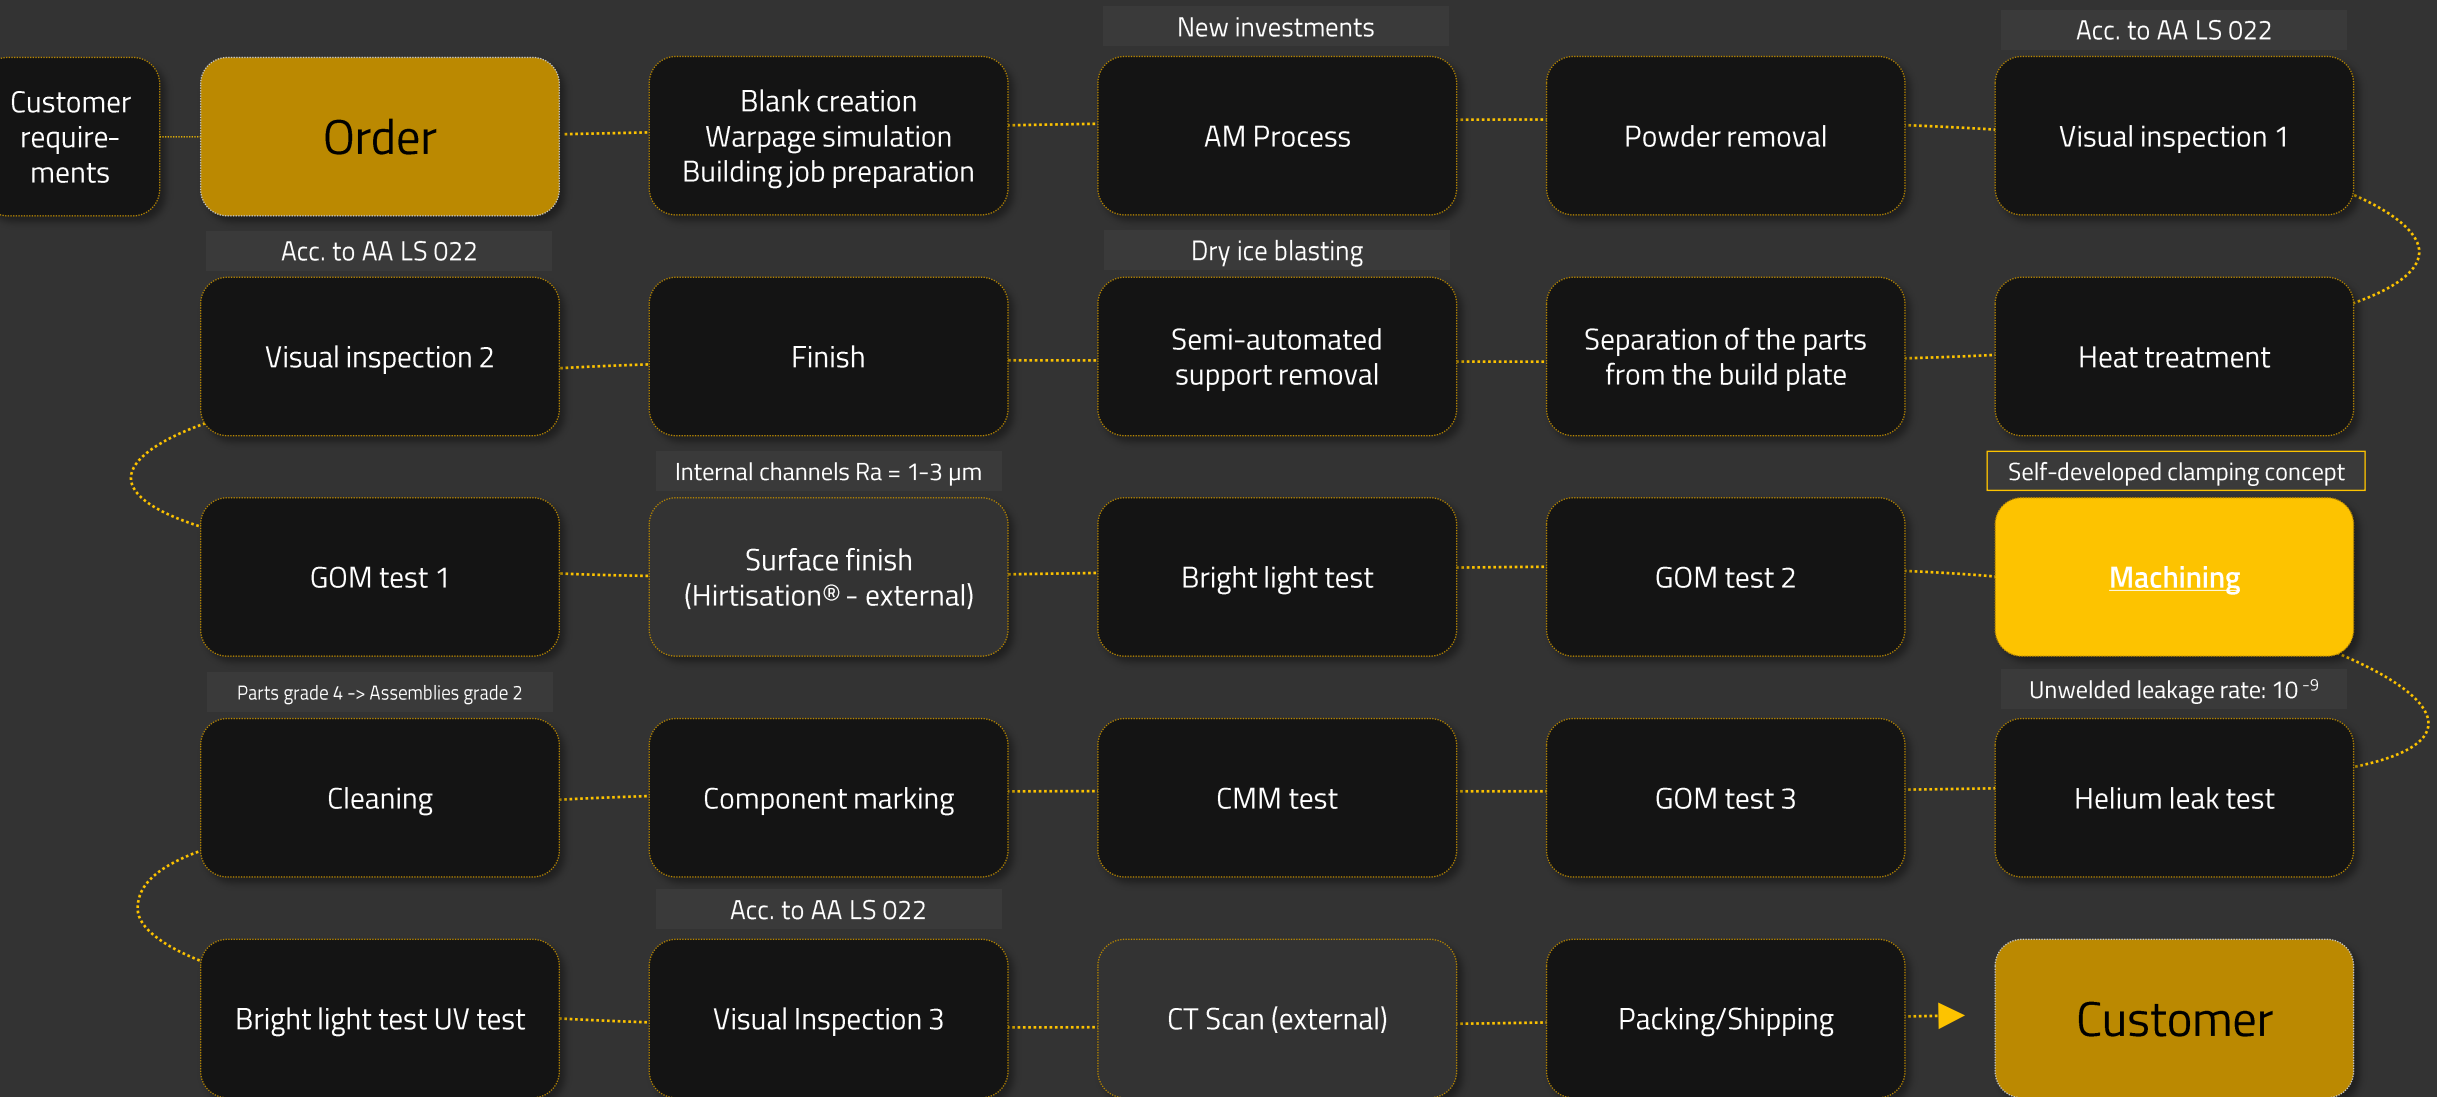 New investments
Acc. to AA LS 022
Customer
require-
ments
Order
Blank creation
Warpage simulation
Building job preparation
AM Process
Powder removal
Visual inspection 1
Acc. to AA LS 022
Dry ice blasting
Visual inspection 2
Finish
Semi-automated
support removal
Separation of the parts
from the build plate
Heat treatment
Internal channels Ra = 1-3 µm
Self-developed clamping concept
GOM test 1
Surface finish
(Hirtisation® - external)
Bright light test
GOM test 2
Machining
Parts grade 4 -> Assemblies grade 2
Unwelded leakage rate: 10⁻⁹
Cleaning
Component marking
CMM test
GOM test 3
Helium leak test
Acc. to AA LS 022
Bright light test UV test
Visual Inspection 3
CT Scan (external)
Packing/Shipping
Customer